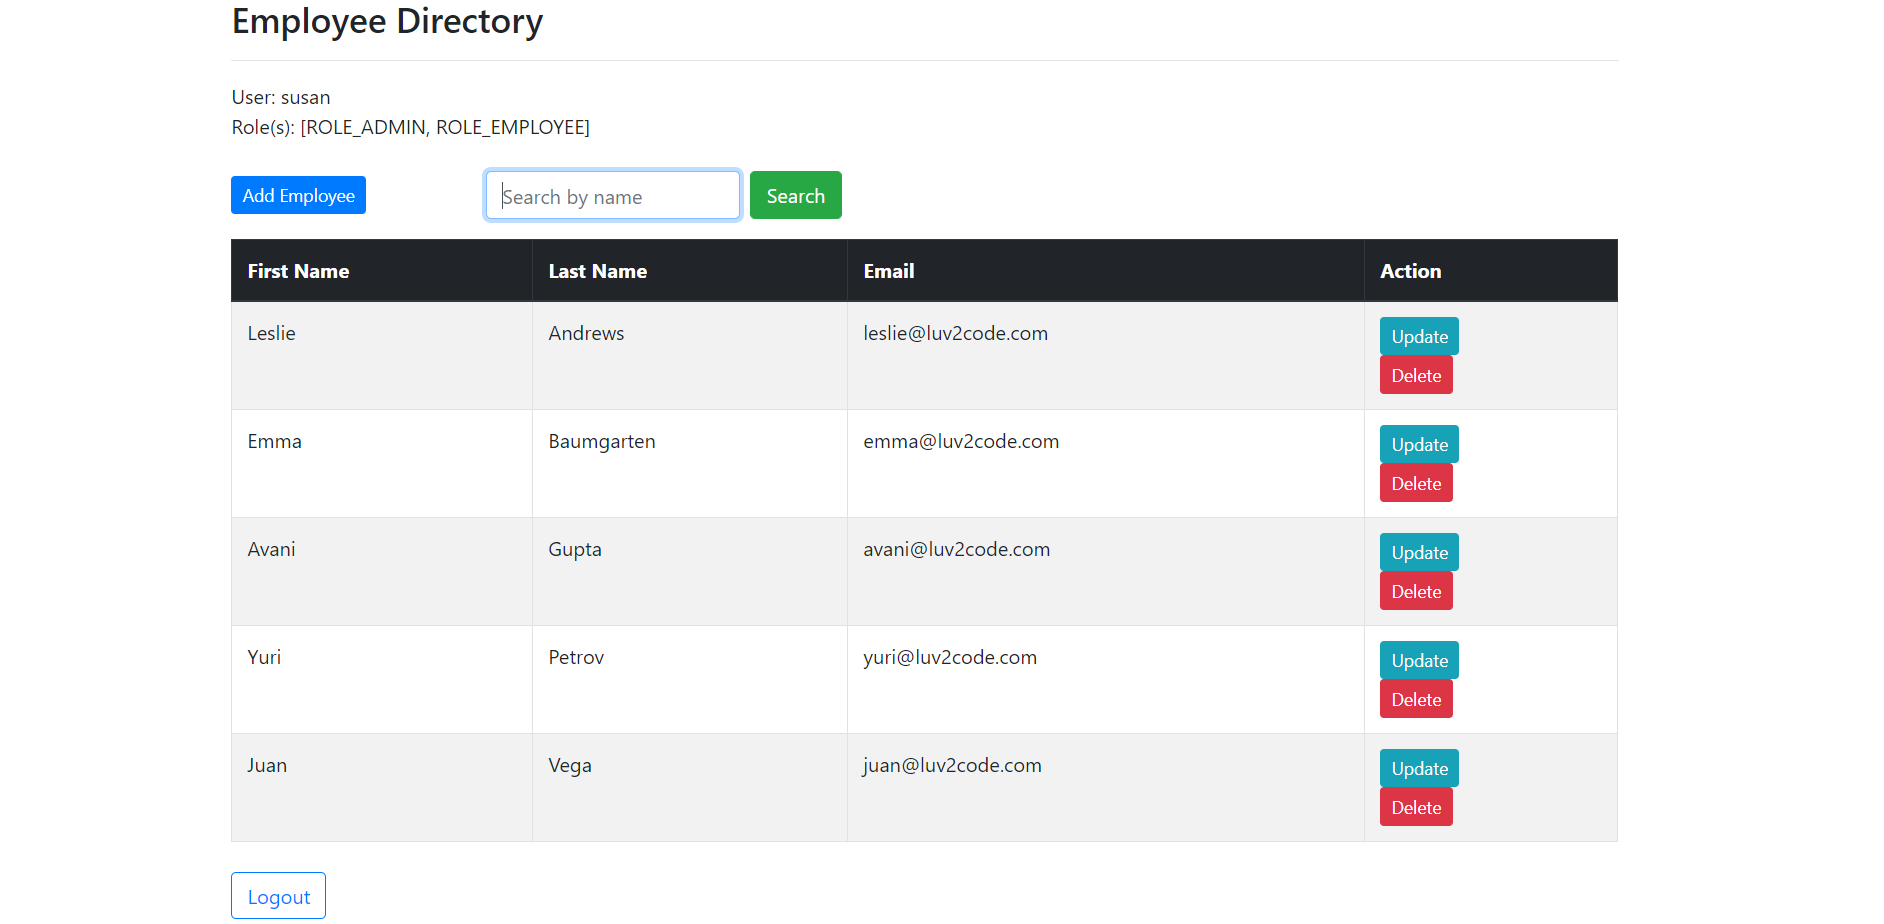 Employee Directory
User: susan
Role(s): [ROLE_ADMIN, ROLE_EMPLOYEE]
Add Employee Search by name Search
First Name Last Name Email Action
Leslie Andrews leslie@luv2code.com Update
Delete
Emma Baumgarten emma@luv2code.com Update
Delete
Avani Gupta avani@luv2code.com Update
Delete
Yuri Petrov yuri@luv2code.com Update
Delete
Juan Vega juan@luv2code.com Update
Delete
Logout